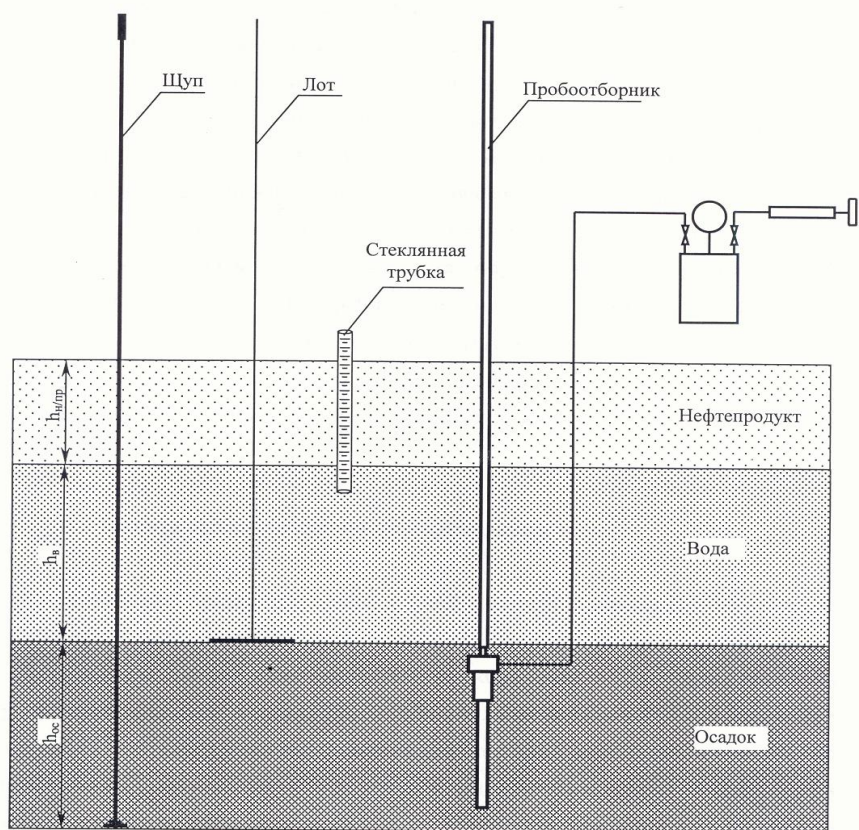 Щуп
Лот
Пробоотборник
Стеклянная
трубка
hн/пр
Нефтепродукт
hв
Вода
hос
Осадок